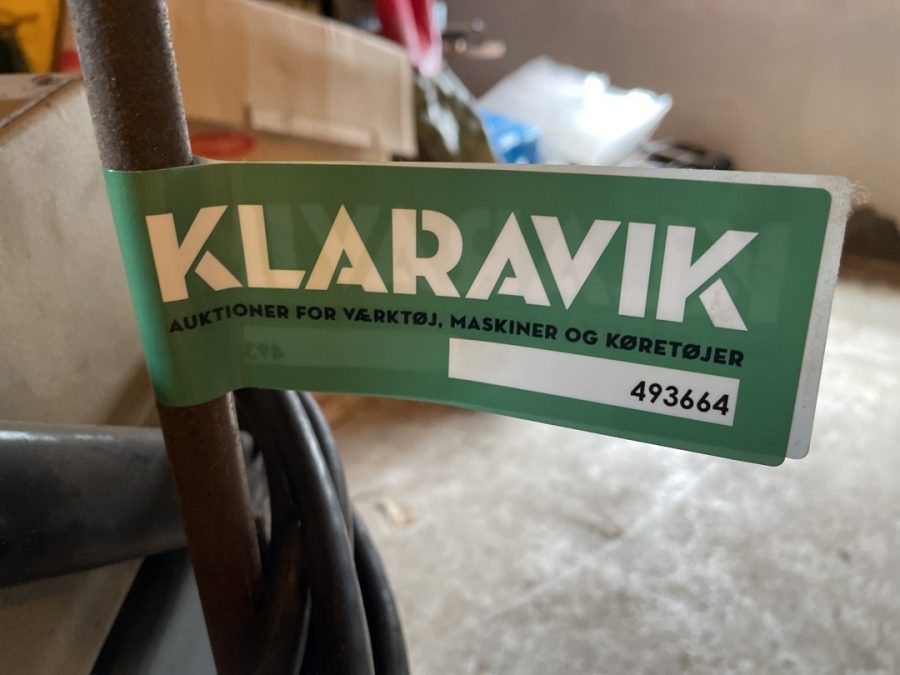 KLARAVIK
AUKTIONER FOR VÆRKTØJ, MASKINER OG KØRETØJER
493664